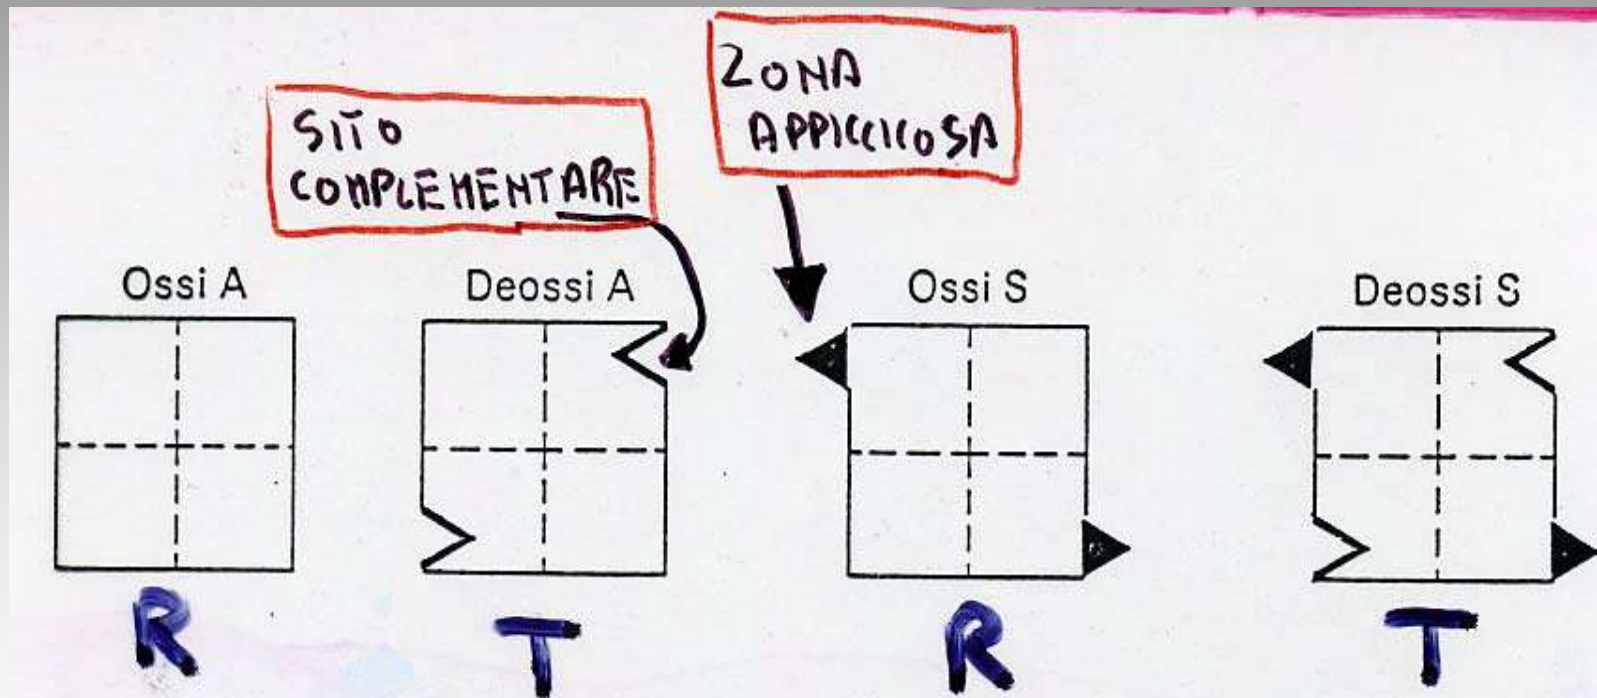 ZONA
APPICCICOSA
SITO
COMPLEMENTARE
Ossi A
Deossi A
Ossi S
Deossi S
R
T
R
T